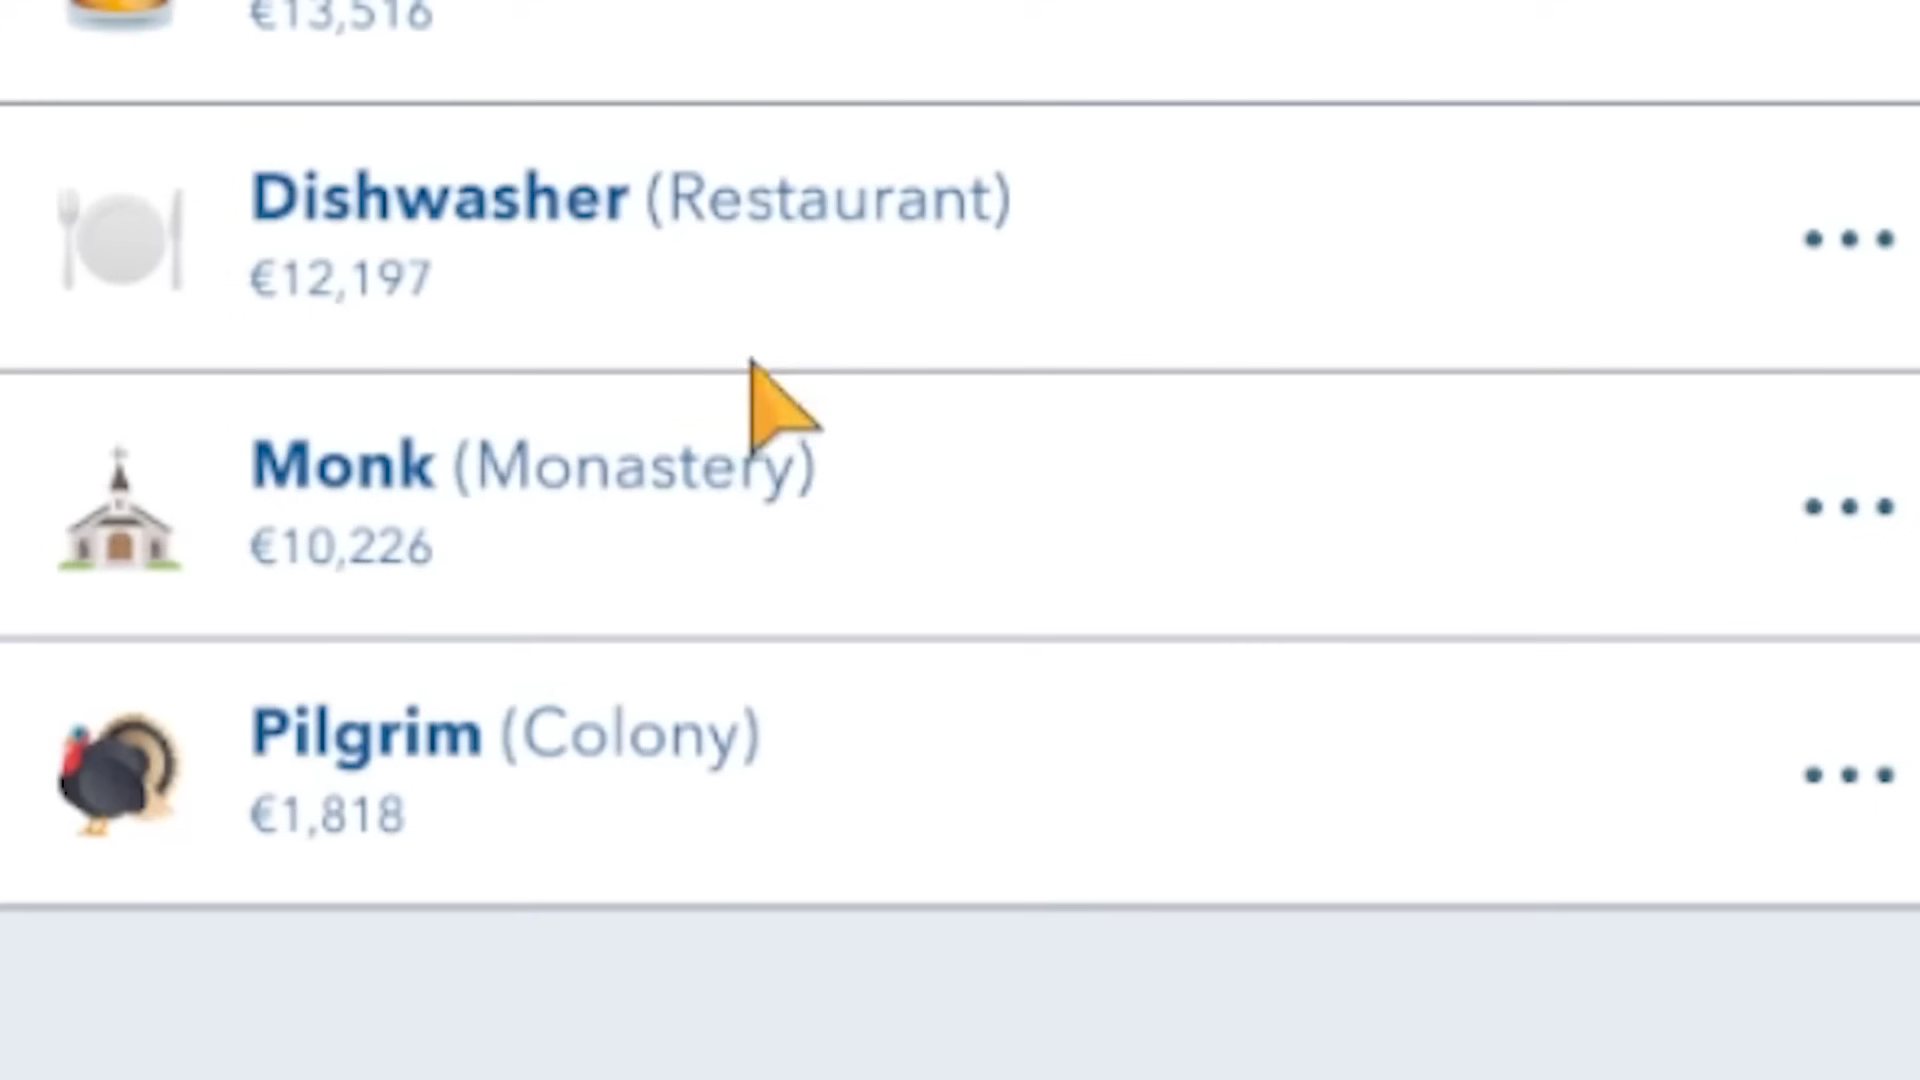 €13,516
Dishwasher (Restaurant)
€12,197
Monk (Monastery)
€10,226
Pilgrim (Colony)
€1,818